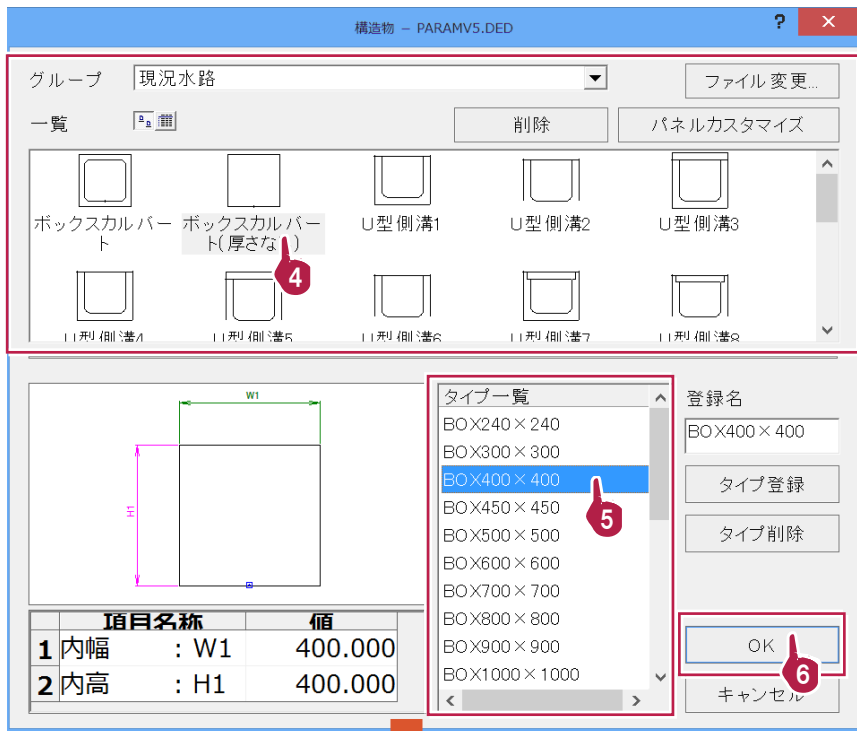 構造物 － PARAMV5.DED
?
グループ
現況水路
ファイル変更...
一覧
削除
パネルカスタマイズ
ボックスカルバー
ト
ボックスカルバー
ト(厚さな
)
U型側溝1
U型側溝2
U型側溝3
4
U型側溝4
U型側溝5
U型側溝6
U型側溝7
U型側溝8
W1
H1
タイプ一覧
BOX240×240
BOX300×300
BOX400×400
BOX450×450
BOX500×500
BOX600×600
BOX700×700
BOX800×800
BOX900×900
BOX1000×1000
5
登録名
BOX400×400
タイプ登録
タイプ削除
項目名称 値
1 内幅 : W1 400.000
2 内高 : H1 400.000
OK
6
キャンセル